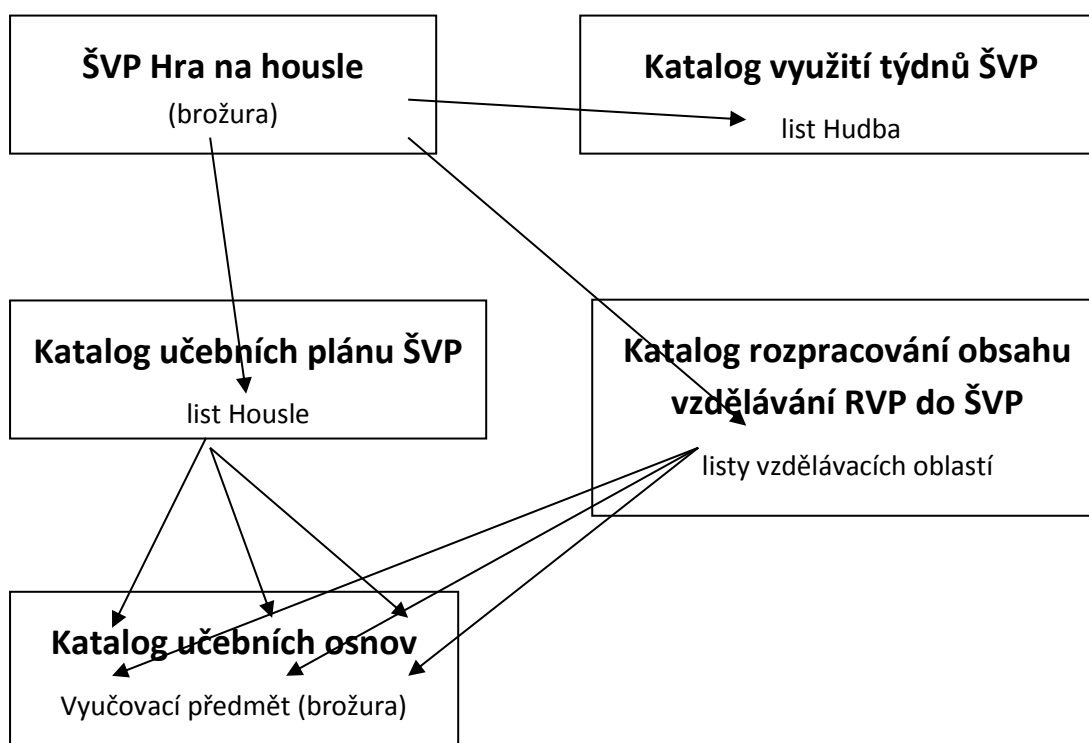 ŠVP Hra na housle
(brožura)
Katalog využití týdnů ŠVP
list Hudba
Katalog učebních plánu ŠVP
list Housle
Katalog rozpracování obsahu
vzdělávání RVP do ŠVP
listy vzdělávacích oblastí
Katalog učebních osnov
Vyučovací předmět (brožura)